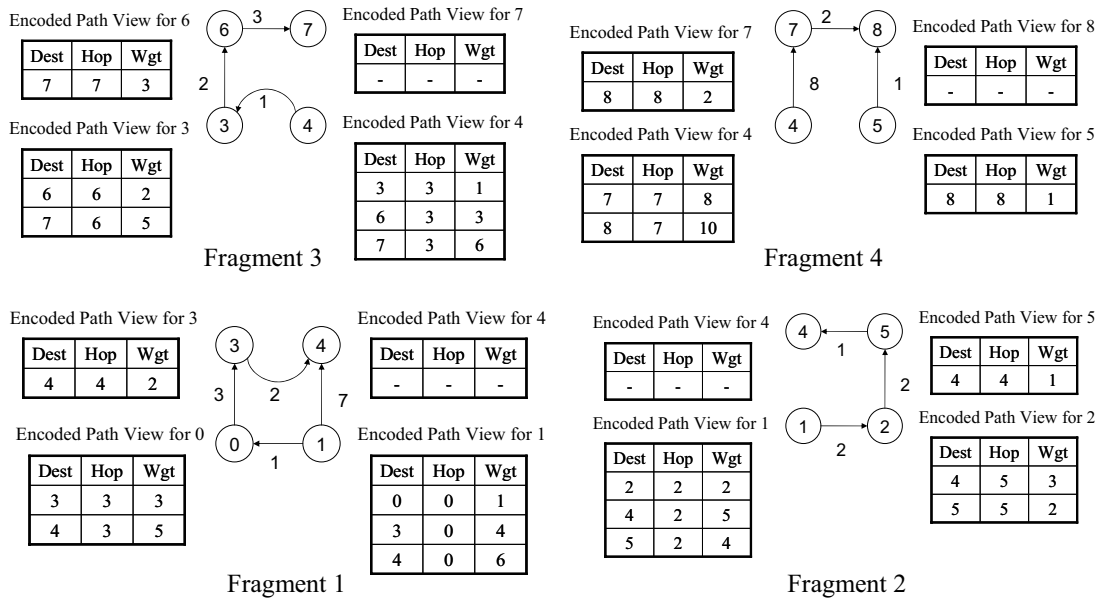 Encoded Path View for 6
Dest Hop Wgt
7 7 3
6
3
7
Encoded Path View for 7
Dest Hop Wgt
- - -
2
1
3
4
Encoded Path View for 3
Dest Hop Wgt
6 6 2
7 6 5
Encoded Path View for 4
Dest Hop Wgt
3 3 1
6 3 3
7 3 6
Fragment 3
Encoded Path View for 7
Dest Hop Wgt
8 8 2
7
2
8
Encoded Path View for 8
Dest Hop Wgt
- - -
8
1
4
5
Encoded Path View for 4
Dest Hop Wgt
7 7 8
8 7 10
Encoded Path View for 5
Dest Hop Wgt
8 8 1
Fragment 4
Encoded Path View for 3
Dest Hop Wgt
4 4 2
3
4
Encoded Path View for 4
Dest Hop Wgt
- - -
3
2
7
Encoded Path View for 0
Dest Hop Wgt
3 3 3
4 3 5
0
1
1
Encoded Path View for 1
Dest Hop Wgt
0 0 1
3 0 4
4 0 6
Fragment 1
Encoded Path View for 4
Dest Hop Wgt
- - -
4
5
1
Encoded Path View for 5
Dest Hop Wgt
4 4 1
2
Encoded Path View for 1
Dest Hop Wgt
2 2 2
4 2 5
5 2 4
1
2
2
Encoded Path View for 2
Dest Hop Wgt
4 5 3
5 5 2
Fragment 2